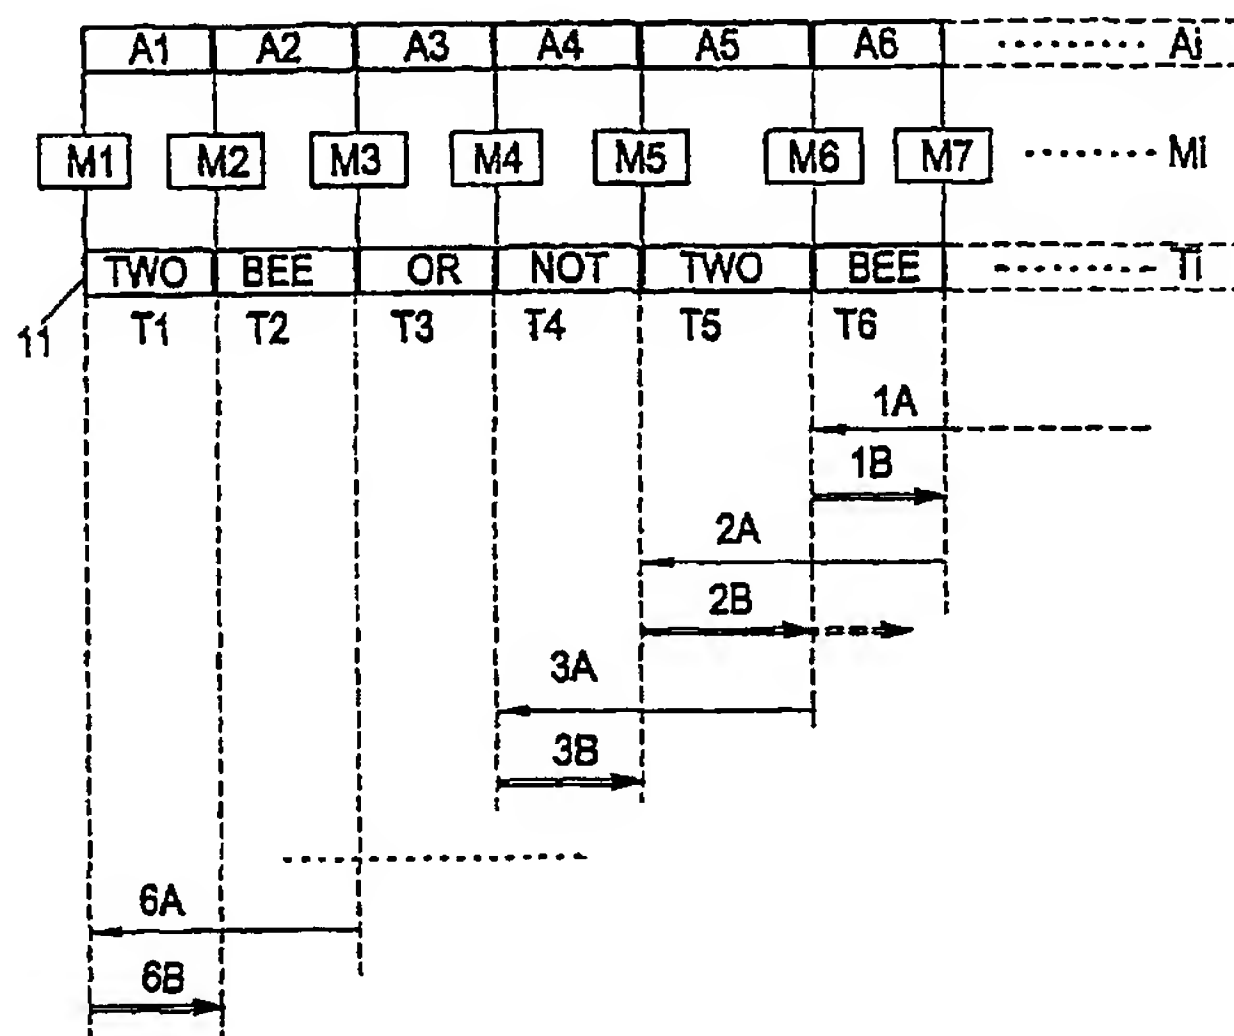 A1 A2 A3 A4 A5 A6 Ai
M1 M2 M3 M4 M5 M6 M7 Mi
TWO BEE OR NOT TWO BEE Ti
11 T1 T2 T3 T4 T5 T6
1A
1B
2A
2B
3A
3B
6A
6B